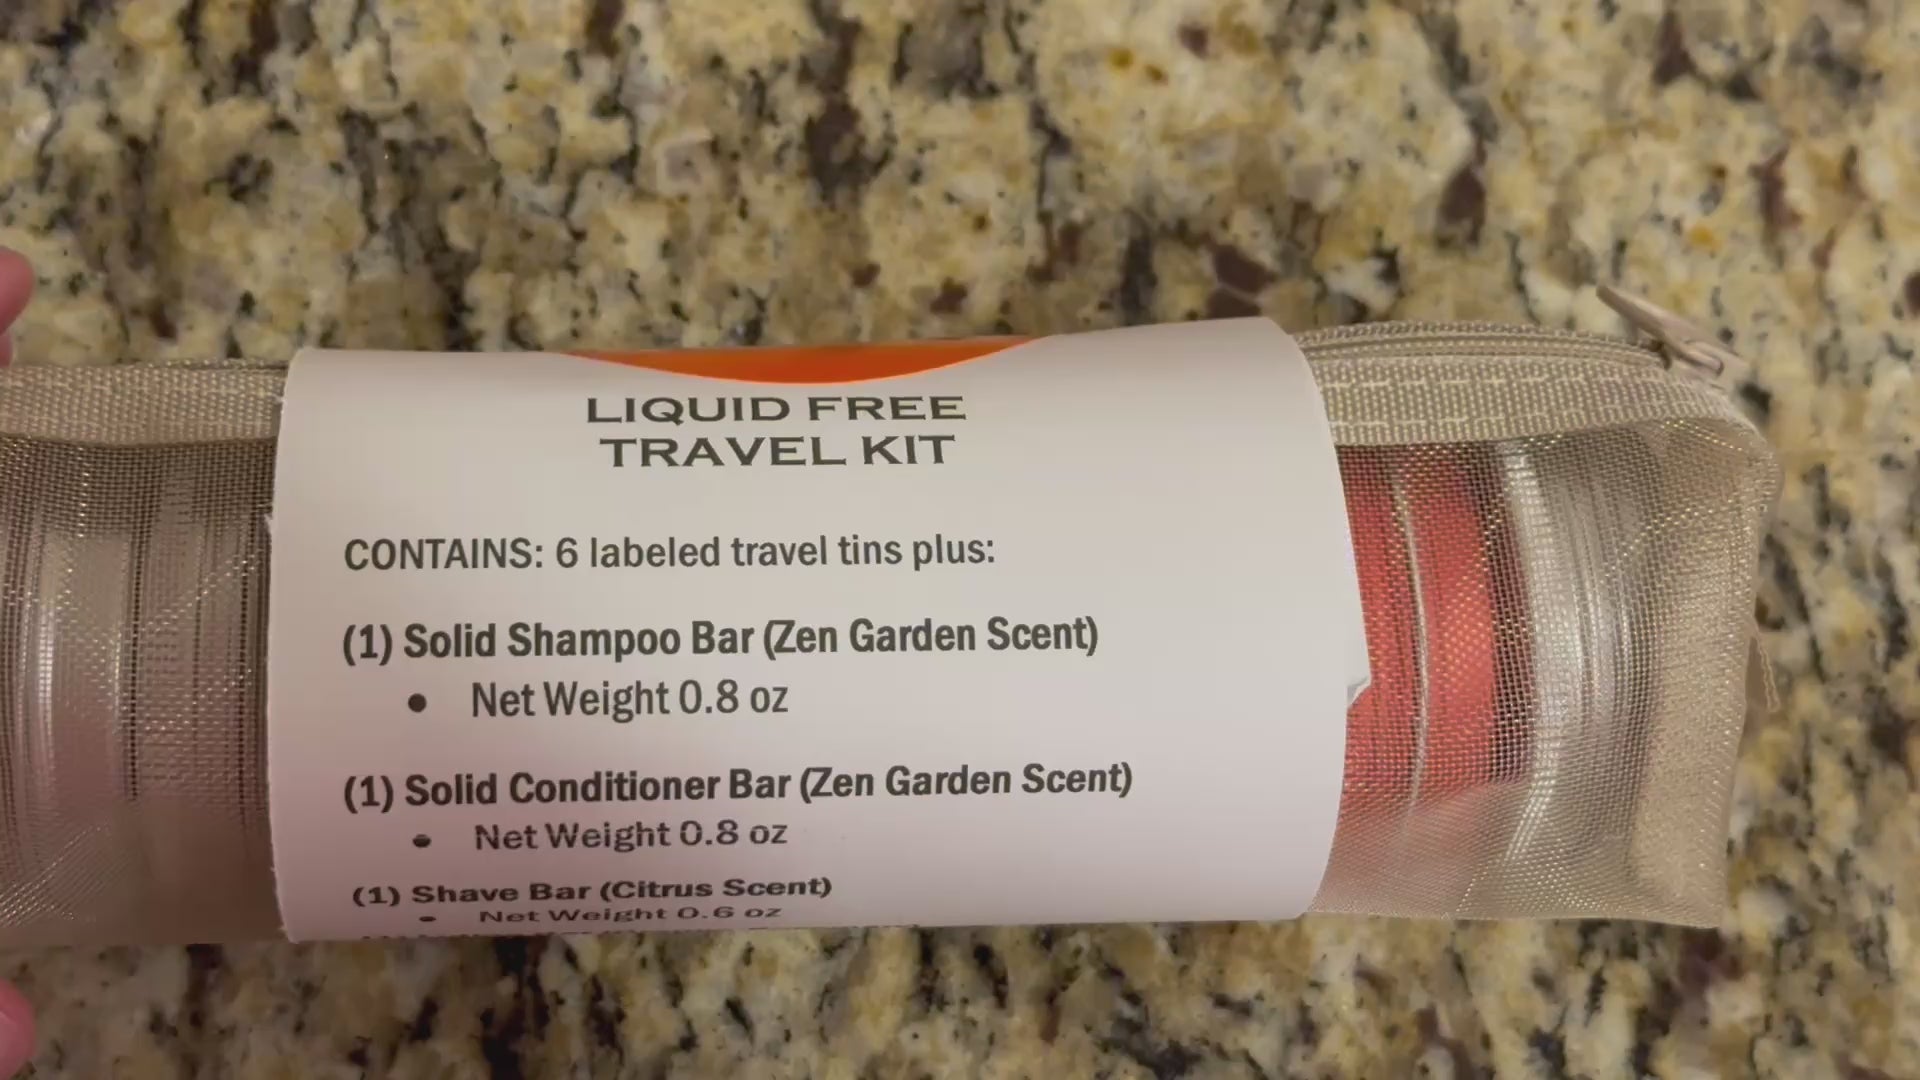 LIQUID FREE
TRAVEL KIT
CONTAINS: 6 labeled travel tins plus:
(1) Solid Shampoo Bar (Zen Garden Scent)
• Net Weight 0.8 oz
(1) Solid Conditioner Bar (Zen Garden Scent)
• Net Weight 0.8 oz
(1) Shave Bar (Citrus Scent)
• Net Weight 0.6 oz